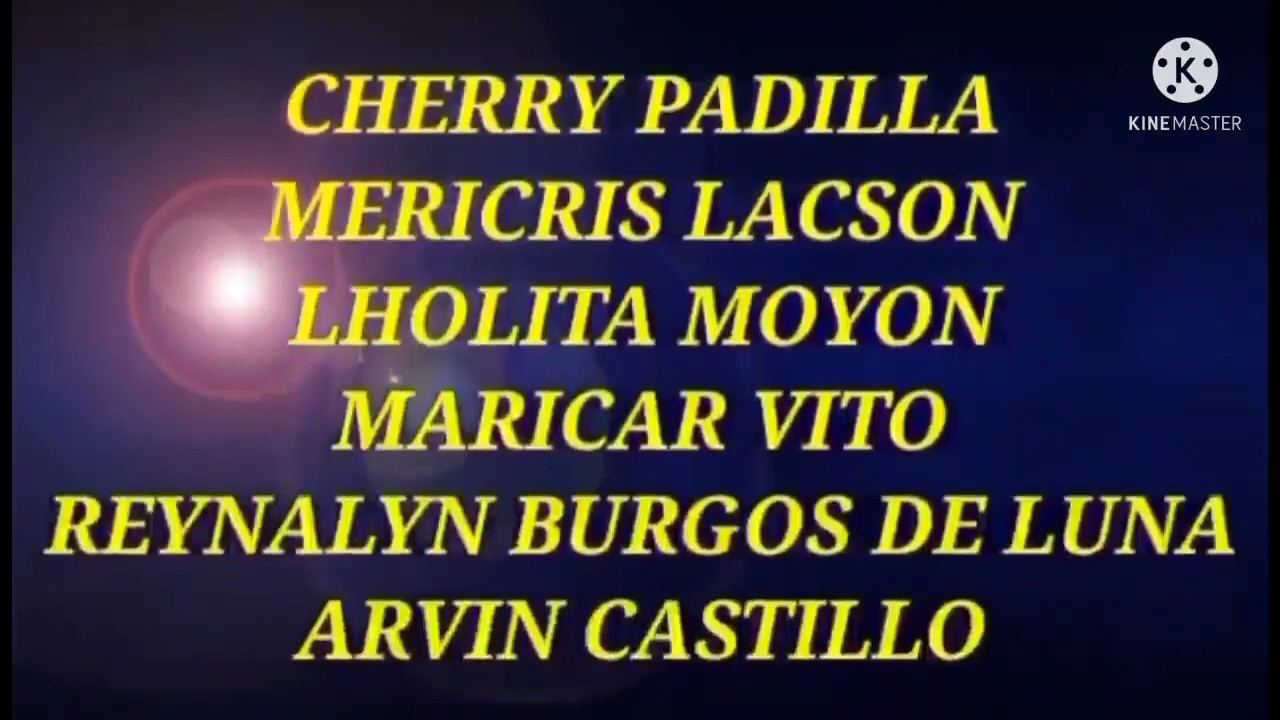 CHERRY PADILLA
MERICRIS LACSON
LHOLITA MOYON
MARICAR VITO
REYNALYN BURGOS DE LUNA
ARVIN CASTILLO
K
KINEMASTER